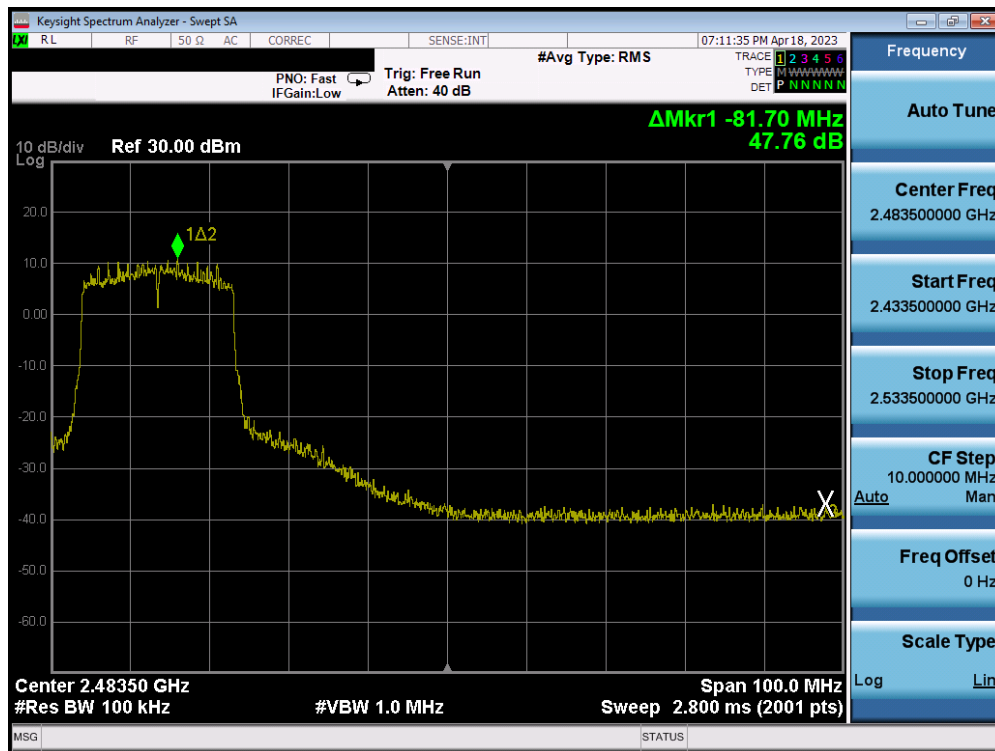 Keysight Spectrum Analyzer - Swept SA
LXI RL RF 50 Ω AC CORREC SENSE:INT 07:11:35 PM Apr 18, 2023
#Avg Type: RMS
TRACE 1 2 3 4 5 6
TYPE M WWWWW
DET P N N N N N
PNO: Fast
IFGain:Low
Trig: Free Run
Atten: 40 dB
ΔMkr1 -81.70 MHz
47.76 dB
10 dB/div
Log
Ref 30.00 dBm
1Δ2
20.0
10.0
0.00
-10.0
-20.0
-30.0
-40.0
-50.0
-60.0
X
Center 2.48350 GHz
Span 100.0 MHz
#Res BW 100 kHz
#VBW 1.0 MHz
Sweep 2.800 ms (2001 pts)
MSG
STATUS
Frequency
Auto Tune
Center Freq
2.483500000 GHz
Start Freq
2.433500000 GHz
Stop Freq
2.533500000 GHz
CF Step
10.000000 MHz
Auto Man
Freq Offset
0 Hz
Scale Type
Log Lin